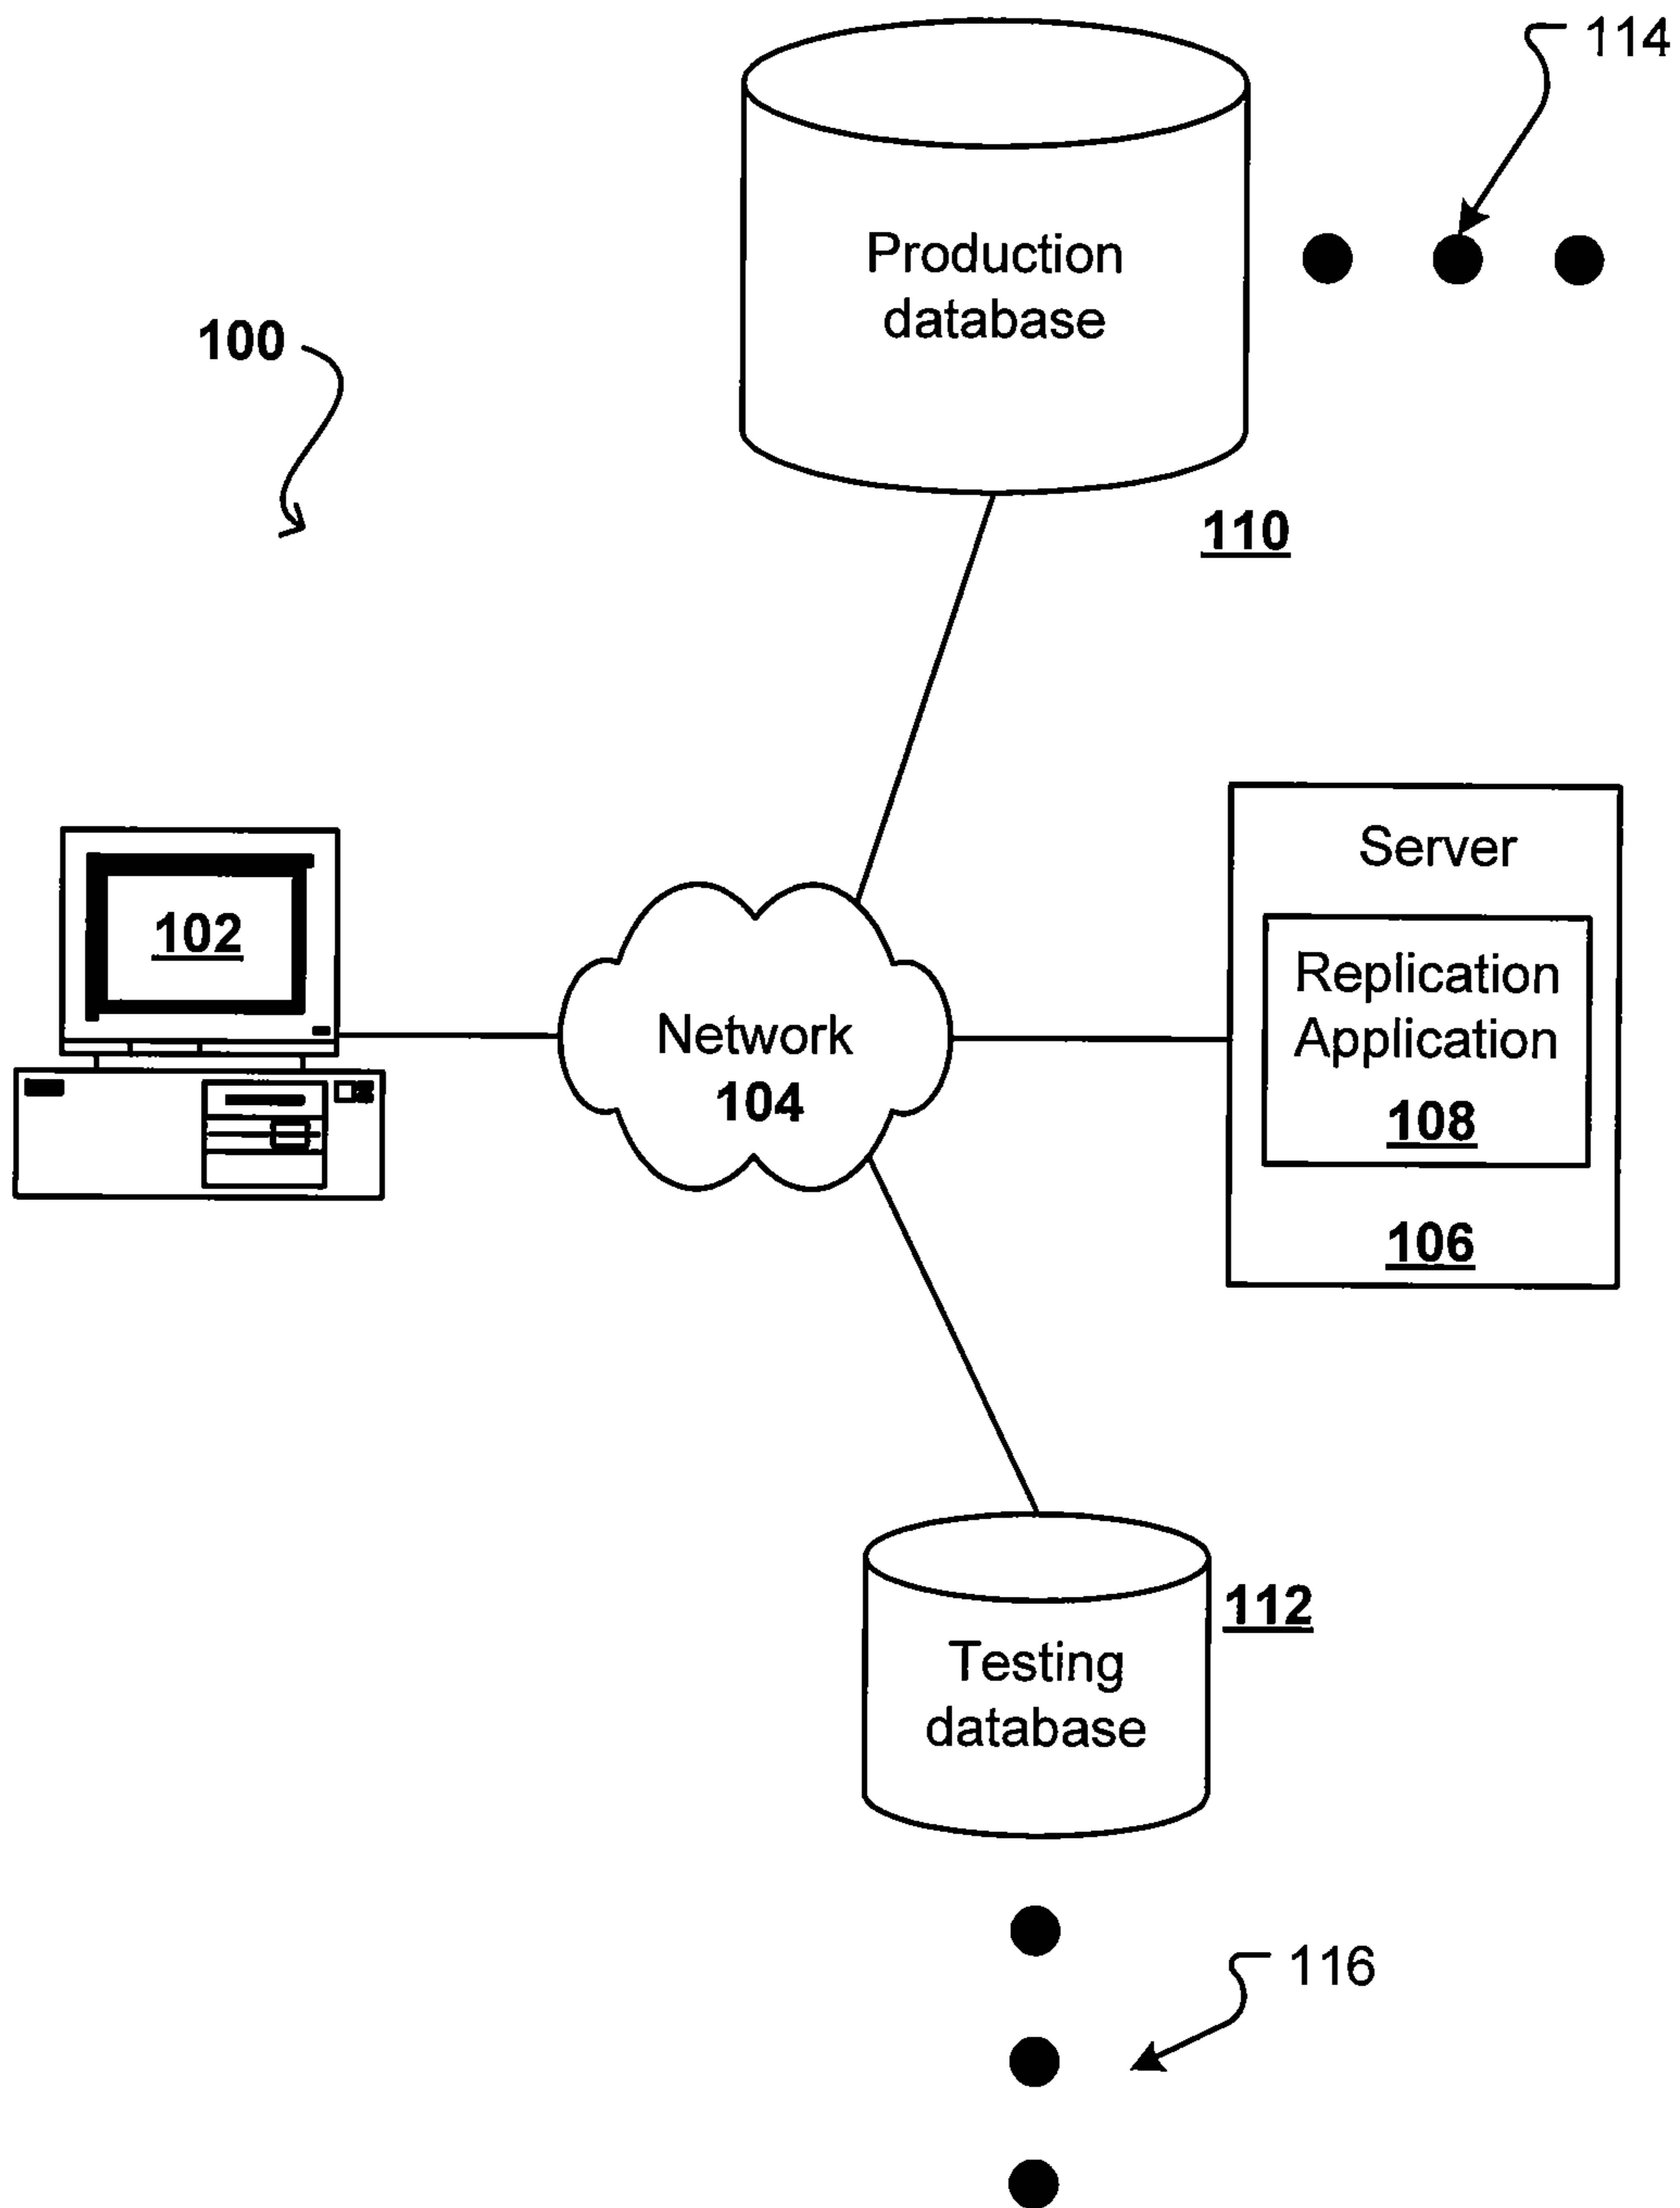 114
Production
database
100
110
Server
102
Replication
Application
Network
104
108
106
112
Testing
database
116